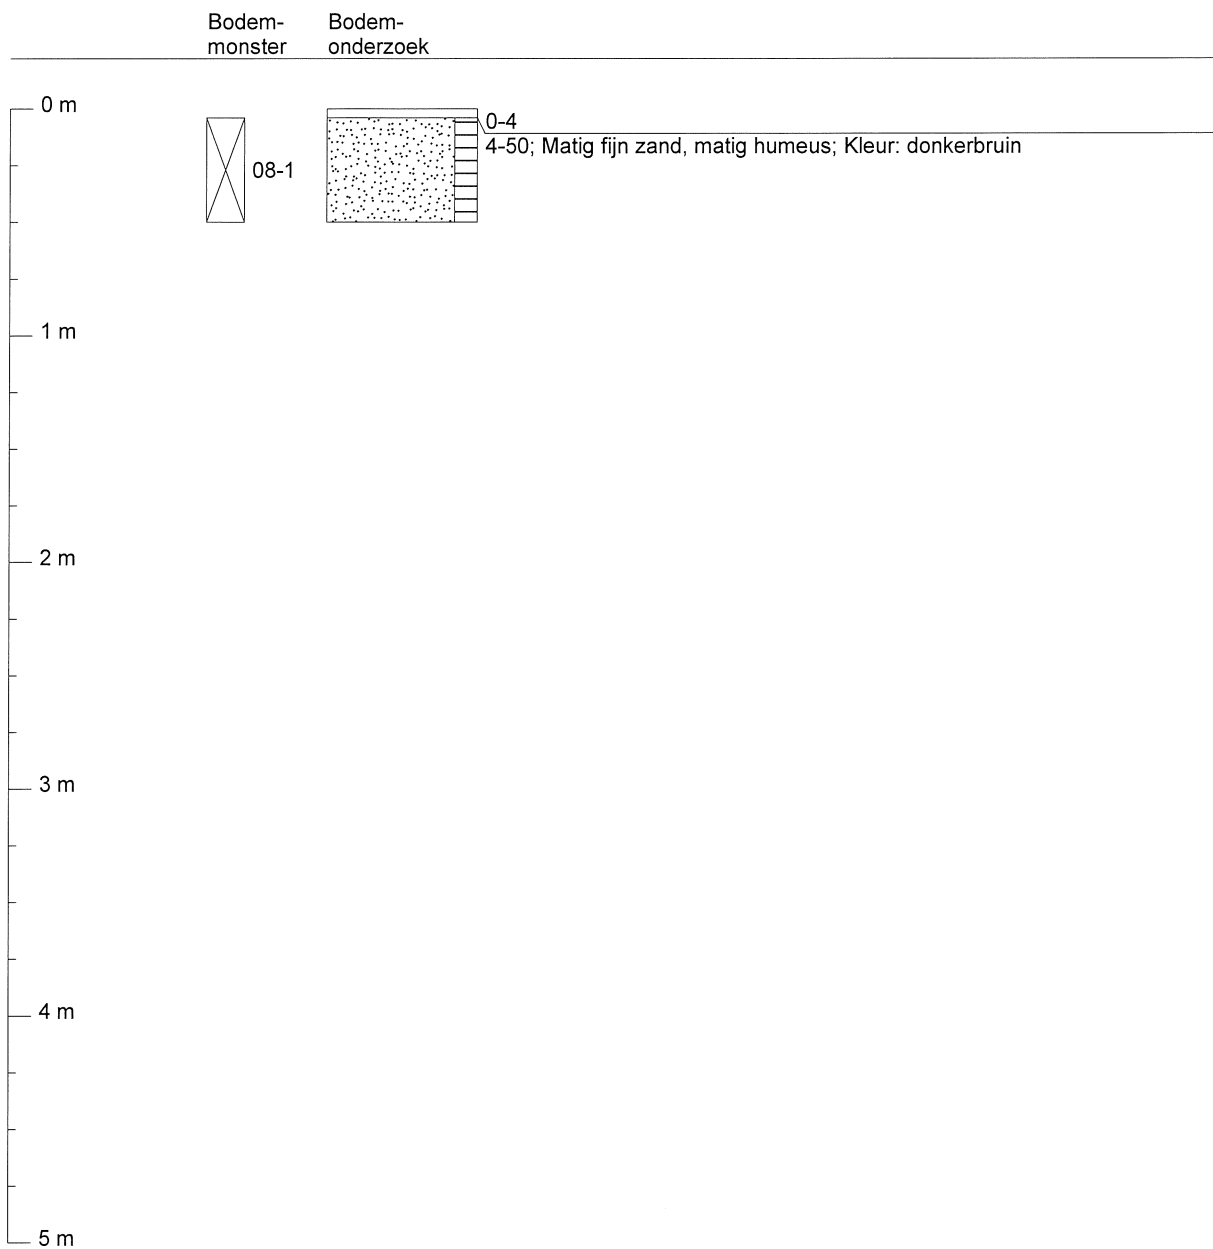 Bodem-
monster
Bodem-
onderzoek
0 m
0-4
4-50; Matig fijn zand, matig humeus; Kleur: donkerbruin
08-1
1 m
2 m
3 m
4 m
5 m